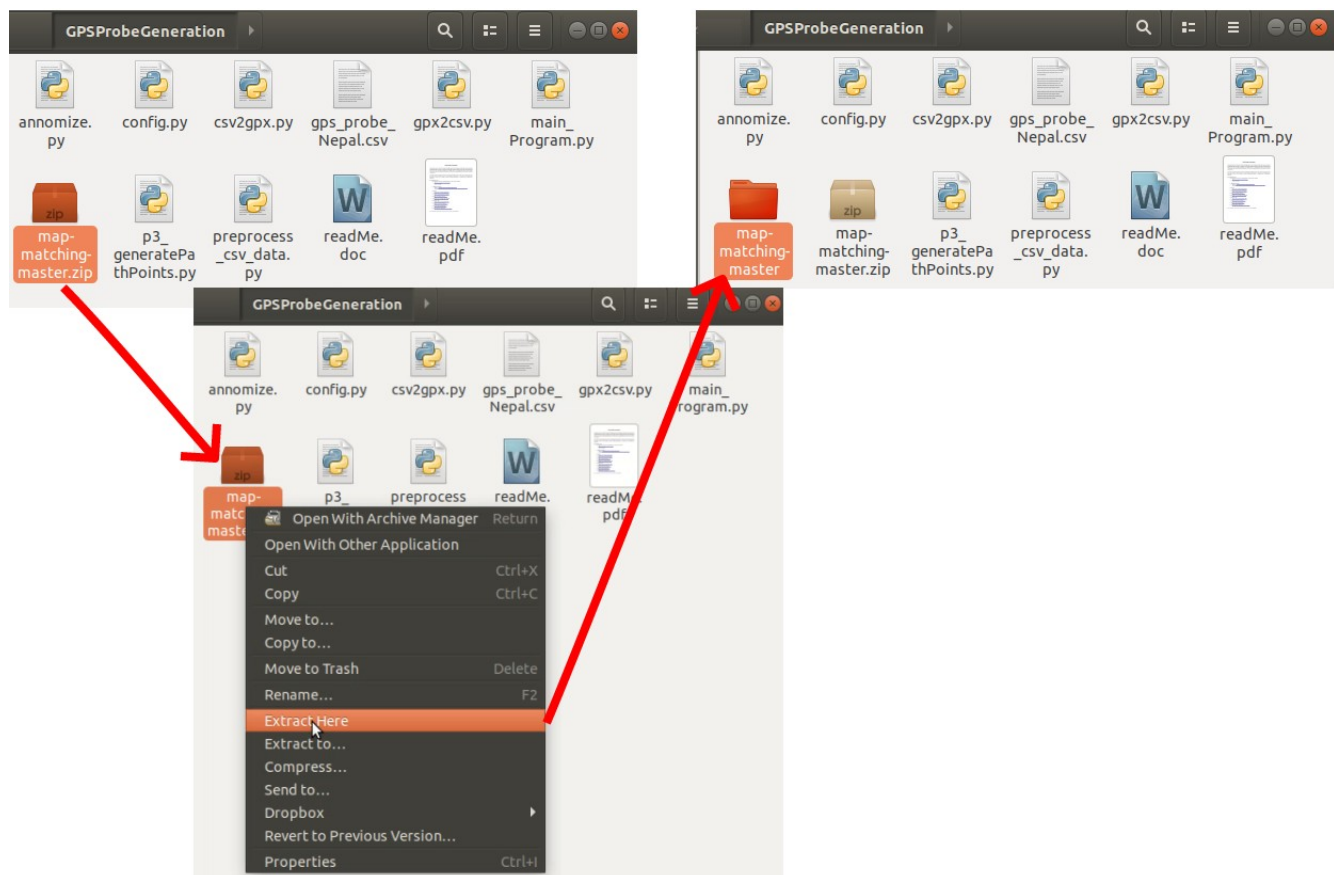 GPSProbeGeneration
annomize.
py
config.py
csv2gpx.py
gps_probe_
Nepal.csv
gpx2csv.py
main_
Program.py
zip
map-
matching-
master.zip
p3_
generatePa
thPoints.py
preprocess
_csv_data.
py
readMe.
doc
readMe.
pdf
GPSProbeGeneration
annomize.
py
config.py
csv2gpx.py
gps_probe_
Nepal.csv
gpx2csv.py
main_
Program.py
map-
matching-
master
zip
map-
matching-
master.zip
p3_
generatePa
thPoints.py
preprocess
_csv_data.
py
W
readMe.
doc
readMe.
pdf
GPSProbeGeneration
annomize.
py
config.py
csv2gpx.py
gps_probe_
Nepal.csv
gpx2csv.py
main_
rogram.py
zip
map-
matc
maste
p3_
preprocess
W
readMe.
readMe.
pdf
Open With Archive Manager Return
Open With Other Application
Cut Ctrl+X
Copy Ctrl+C
Move to…
Copy to…
Move to Trash Delete
Rename… F2
Extract Here
Extract to…
Compress…
Send to…
Dropbox
Revert to Previous Version…
Properties Ctrl+I